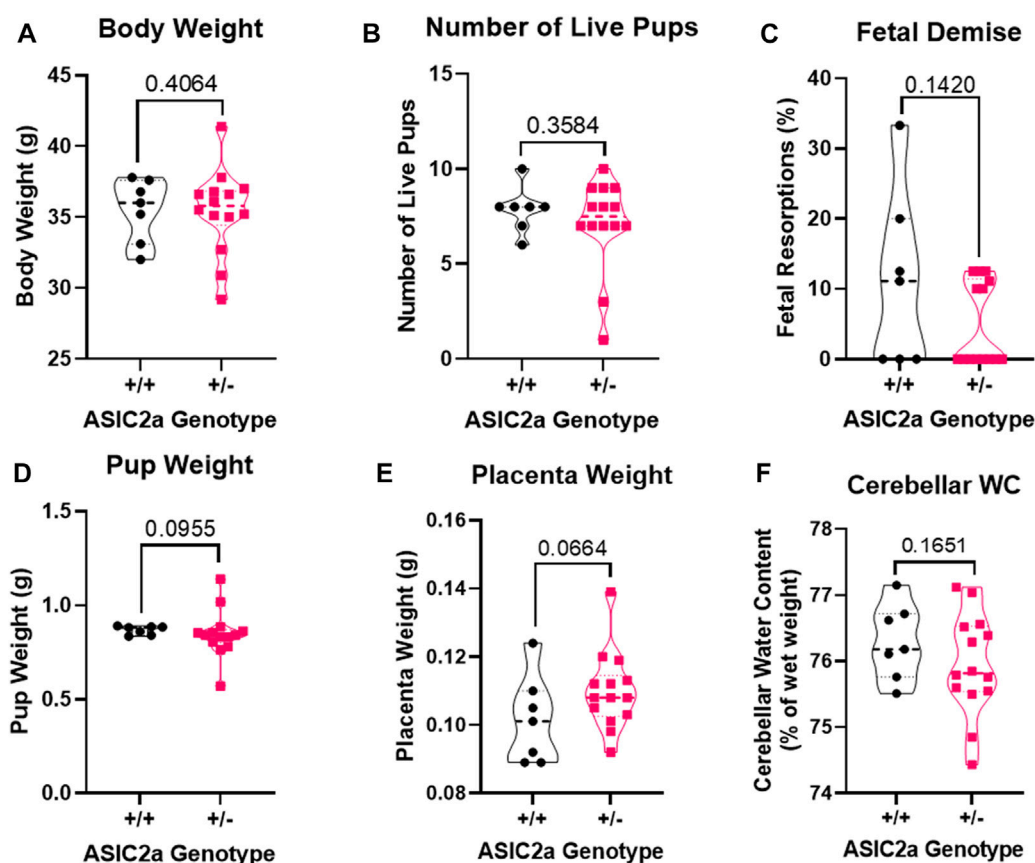 A
Body Weight
45
40
35
30
25
Body Weight (g)
0.4064
+/+
+/-
ASIC2a Genotype
B
Number of Live Pups
15
10
5
0
Number of Live Pups
0.3584
+/+
+/-
ASIC2a Genotype
C
Fetal Demise
40
30
20
10
0
Fetal Resorptions (%)
0.1420
+/+
+/-
ASIC2a Genotype
D
Pup Weight
1.5
1.0
0.5
0.0
Pup Weight (g)
0.0955
+/+
+/-
ASIC2a Genotype
E
Placenta Weight
0.16
0.14
0.12
0.10
0.08
Placenta Weight (g)
0.0664
+/+
+/-
ASIC2a Genotype
F
Cerebellar WC
78
77
76
75
74
Cerebellar Water Content
(% of wet weight)
0.1651
+/+
+/-
ASIC2a Genotype